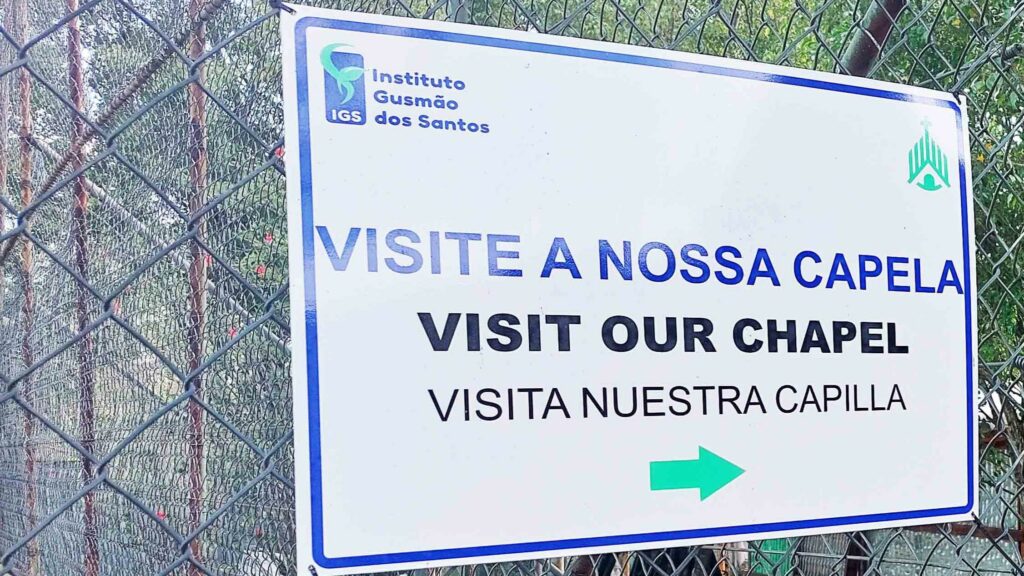 Instituto
Gusmão
dos Santos
IGS
VISITE A NOSSA CAPELA
VISIT OUR CHAPEL
VISITA NUESTRA CAPILLA